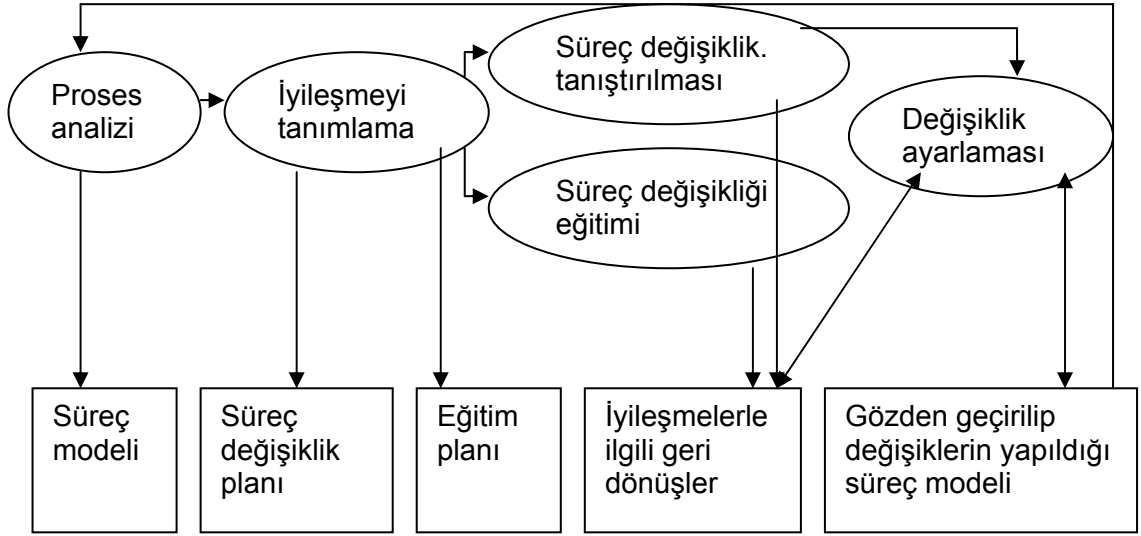 Proses
analizi
İyileşmeyi
tanımlama
Süreç değişiklik.
tanıştırılması
Süreç değişikliği
eğitimi
Değişiklik
ayarlaması
Süreç
modeli
Süreç
değişiklik
planı
Eğitim
planı
İyileşmelerle
ilgili geri
dönüşler
Gözden geçirilip
değişiklerin yapıldığı
süreç modeli